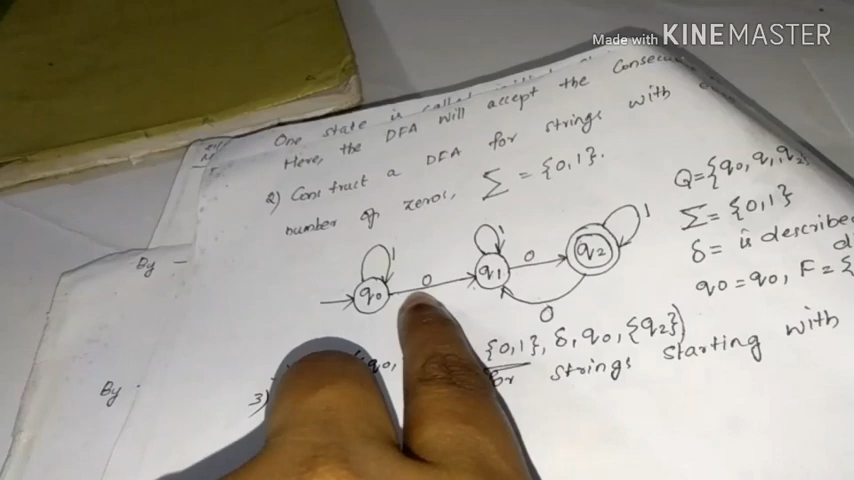 Made with KINEMASTER
One state is called
Here, the DFA will accept the
2) Construct a DFA for strings with
number of zeros, Σ = {0,1}.
Q={q0,q1,q2}
Σ={0,1}
δ= is described
q0=q0, F={
1
1
1
0
0
q0
q1
q2
0
q0, {0,1}, δ, q0, {q2})
3) for strings starting with
By -
By